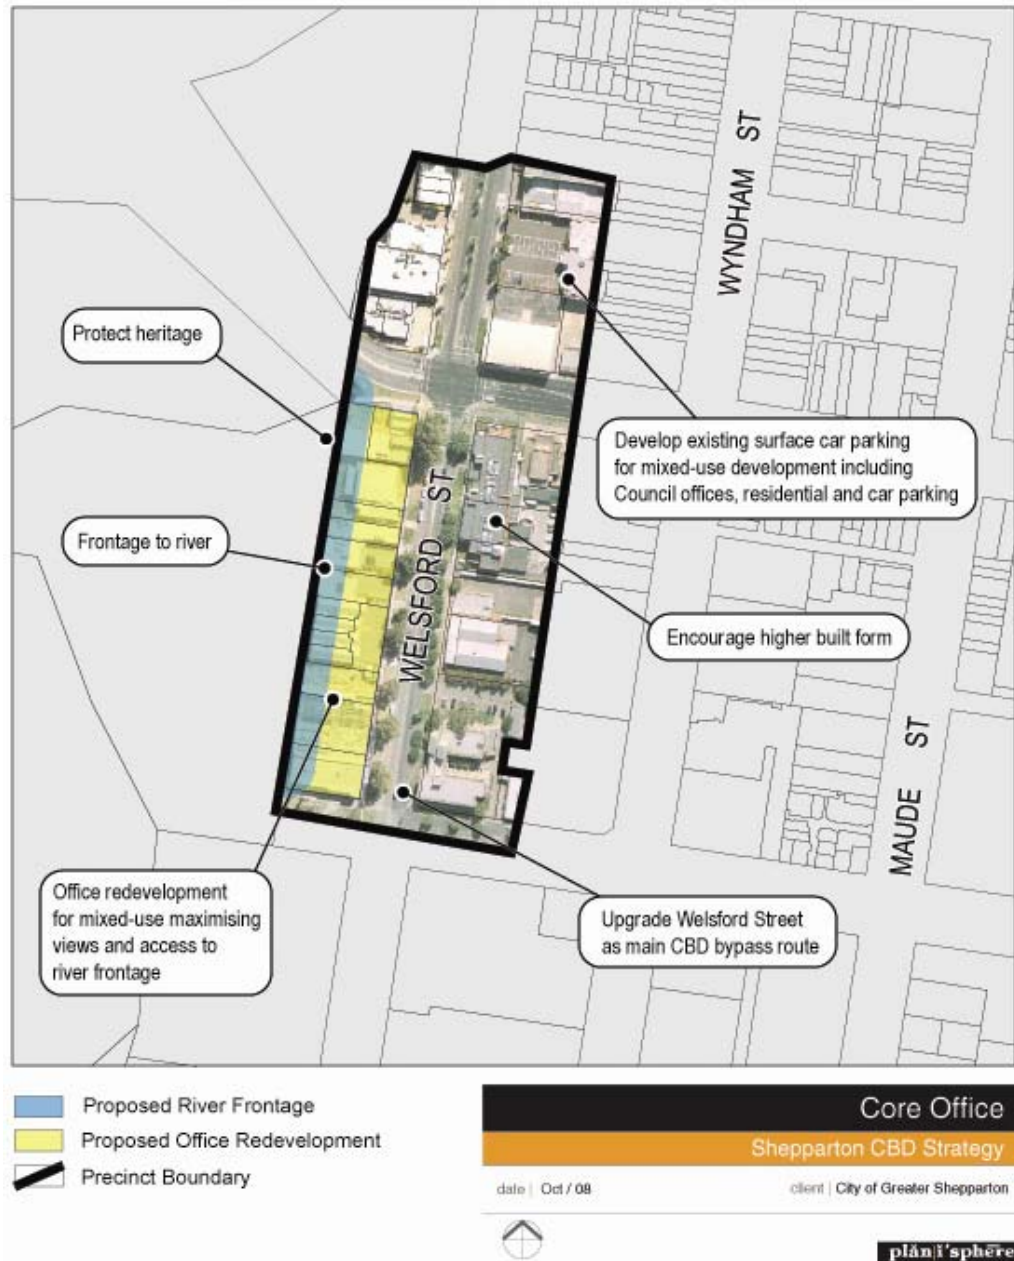 WYNDHAM ST
Protect heritage
Develop existing surface car parking
for mixed-use development including
Council offices, residential and car parking
Frontage to river
WELSFORD ST
Encourage higher built form
MAUDE ST
Office redevelopment
for mixed-use maximising
views and access to
river frontage
Upgrade Welsford Street
as main CBD bypass route
Proposed River Frontage
Proposed Office Redevelopment
Precinct Boundary
Core Office
Shepparton CBD Strategy
date | Oct / 08
client | City of Greater Shepparton
plăn|i'sphēre